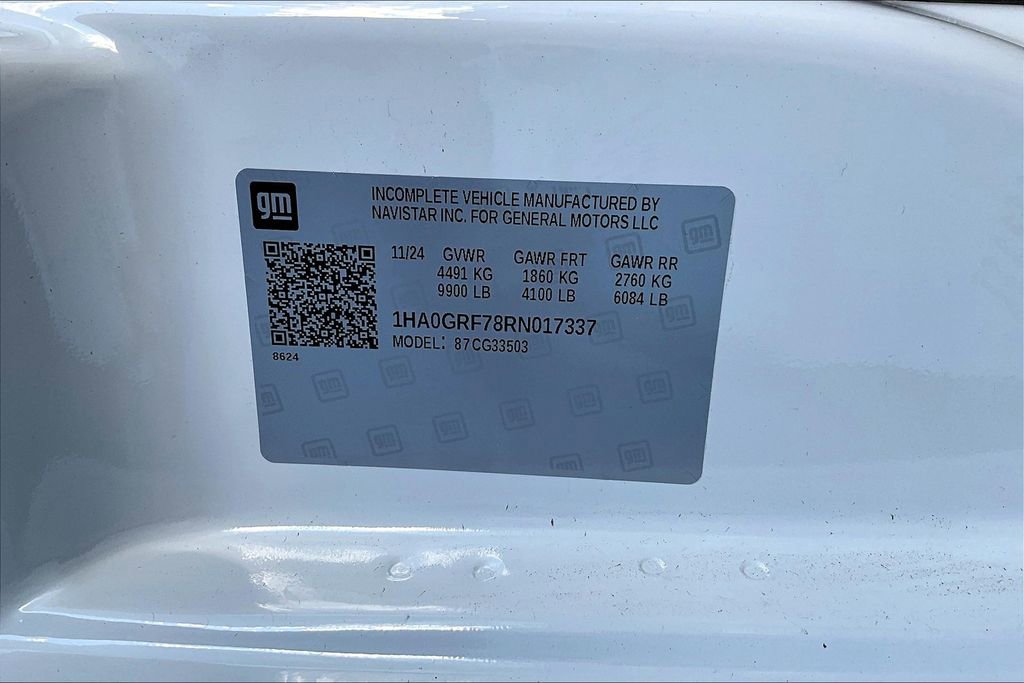 gm
INCOMPLETE VEHICLE MANUFACTURED BY
NAVISTAR INC. FOR GENERAL MOTORS LLC
11/24 GVWR GAWR FRT GAWR RR
4491 KG 1860 KG 2760 KG
9900 LB 4100 LB 6084 LB
1HA0GRF78RN017337
MODEL: 87CG33503
8624